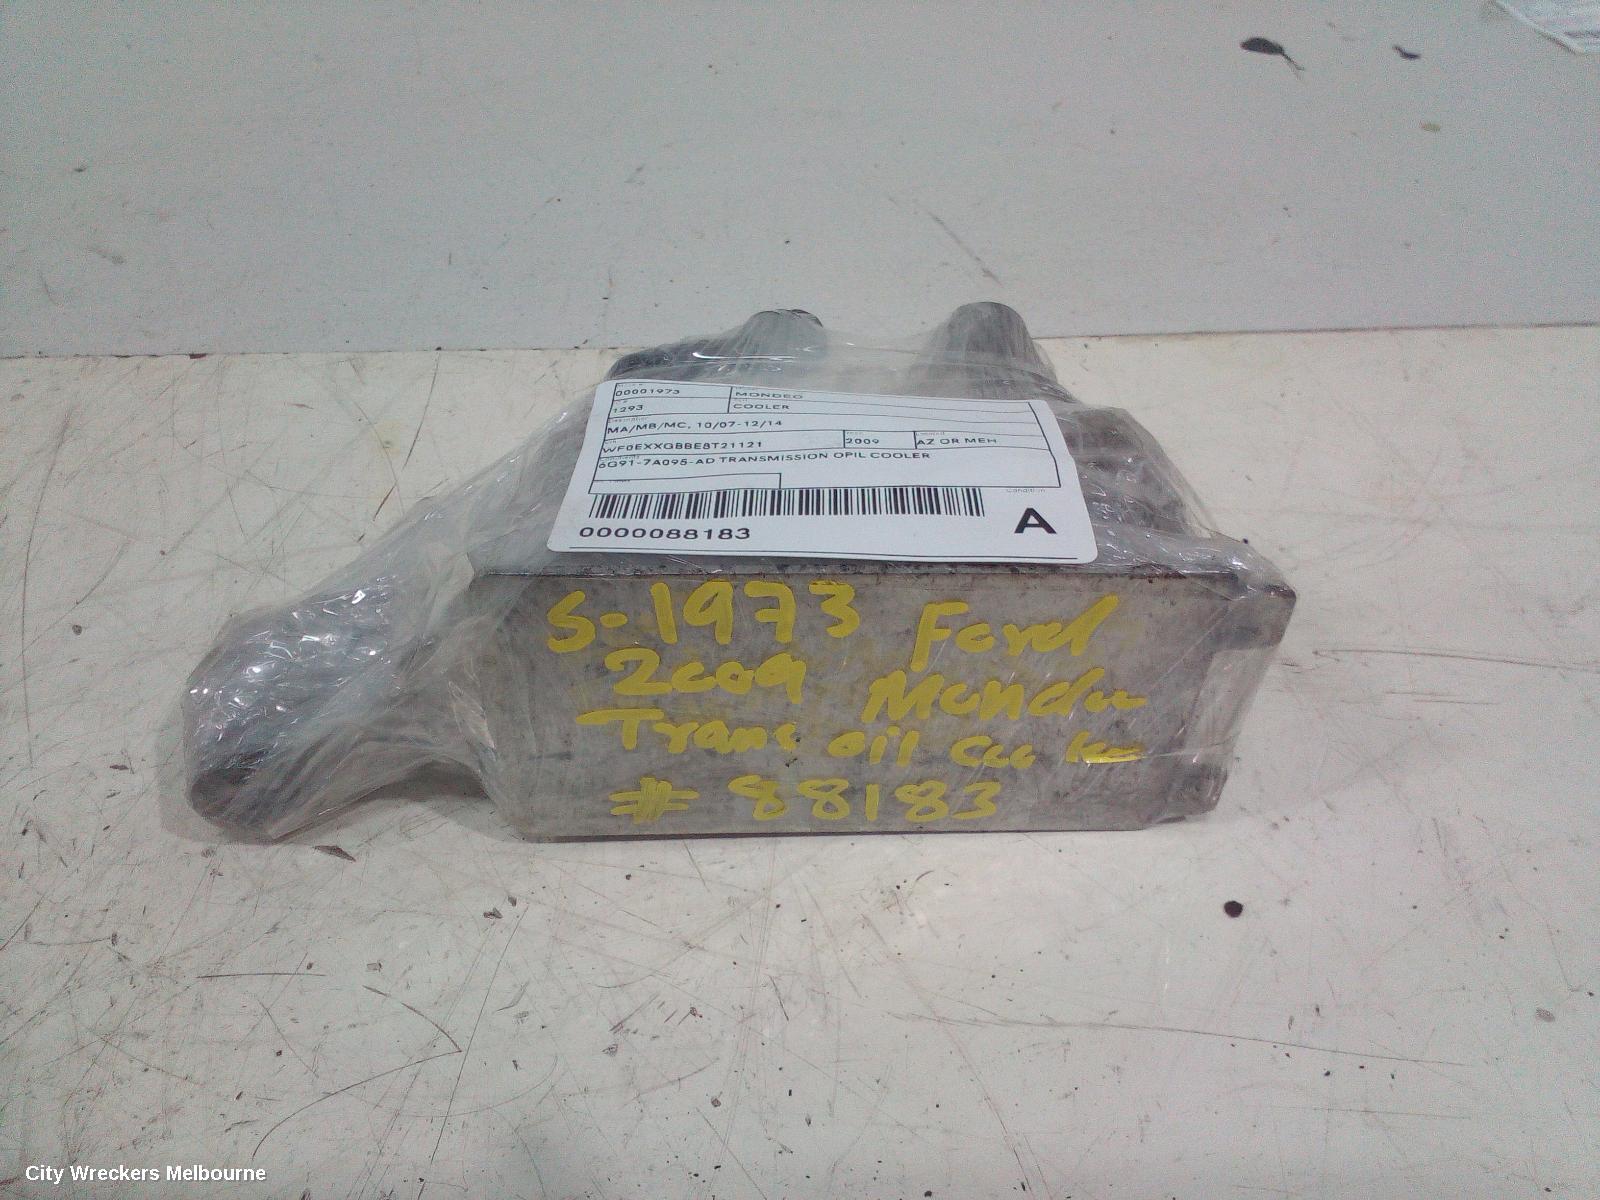 00001973 MONDEO
1293 COOLER
MA/MB/MC, 10/07-12/14
WF0EXXGBBE8T21121 2009 AZ OR MEH
6G91-7A095-AD TRANSMISSION OPIL COOLER
Condition
A
0000088183
S-1973 Ford
2009 Mondeo
Trans oil cooler
# 88183
City Wreckers Melbourne